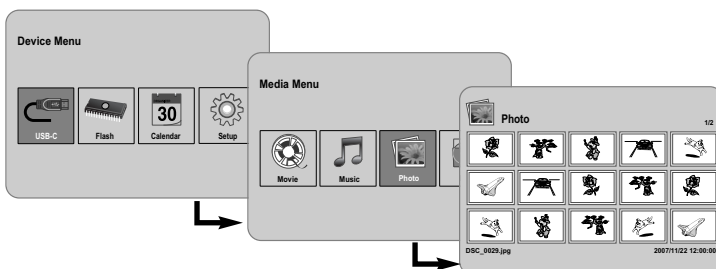 Device Menu
USB-C
Flash
30
Calendar
Setup
Media Menu
Movie
Music
Photo
Photo
1/2
DSC_0029.jpg
2007/11/22 12:00:00